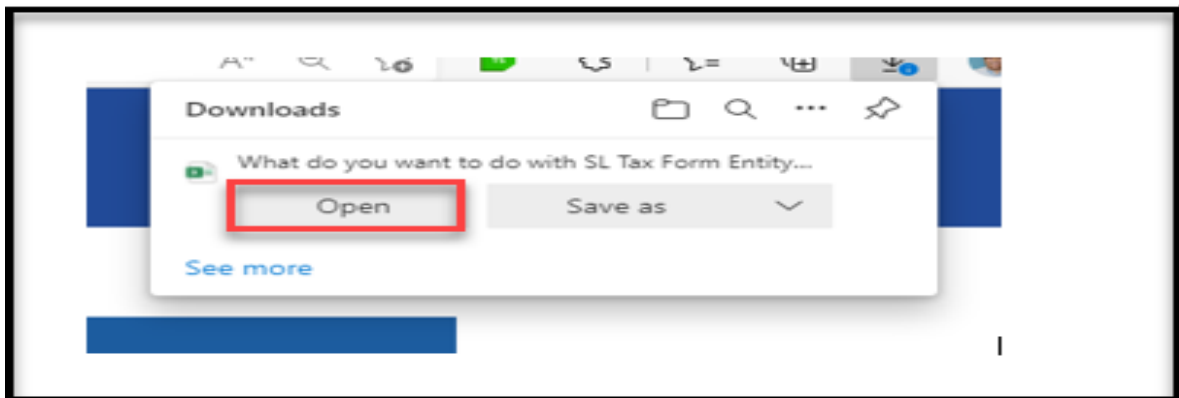 Downloads
What do you want to do with SL Tax Form Entity....
Open
Save as
See more